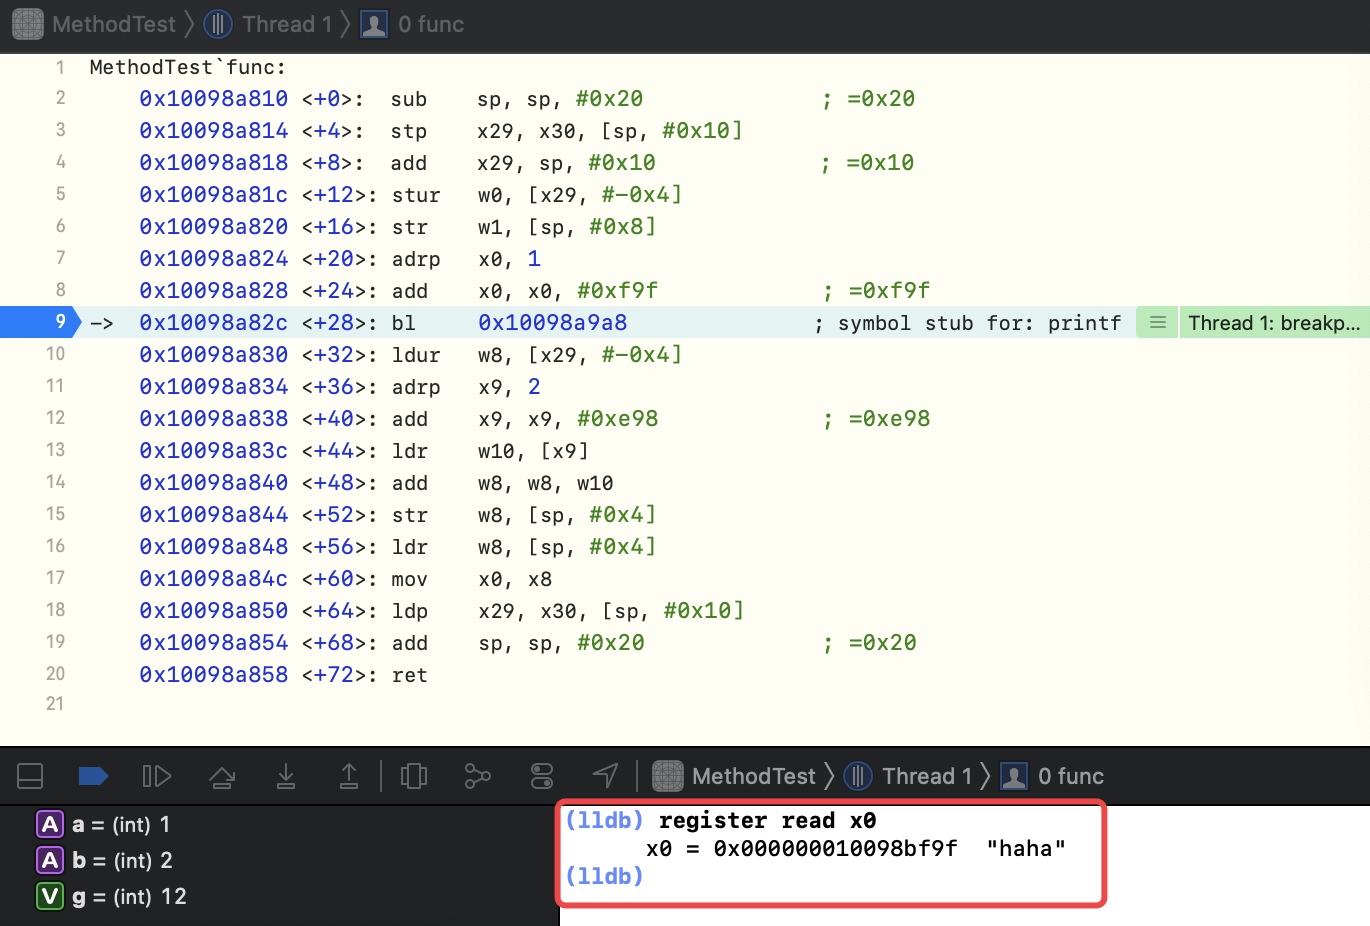 MethodTest 〉 Thread 1 〉 0 func
1 MethodTest`func:
2 0x10098a810 <+0>: sub sp, sp, #0x20 ; =0x20
3 0x10098a814 <+4>: stp x29, x30, [sp, #0x10]
4 0x10098a818 <+8>: add x29, sp, #0x10 ; =0x10
5 0x10098a81c <+12>: stur w0, [x29, #-0x4]
6 0x10098a820 <+16>: str w1, [sp, #0x8]
7 0x10098a824 <+20>: adrp x0, 1
8 0x10098a828 <+24>: add x0, x0, #0xf9f ; =0xf9f
9 -> 0x10098a82c <+28>: bl 0x10098a9a8 ; symbol stub for: printf Thread 1: breakp...
10 0x10098a830 <+32>: ldur w8, [x29, #-0x4]
11 0x10098a834 <+36>: adrp x9, 2
12 0x10098a838 <+40>: add x9, x9, #0xe98 ; =0xe98
13 0x10098a83c <+44>: ldr w10, [x9]
14 0x10098a840 <+48>: add w8, w8, w10
15 0x10098a844 <+52>: str w8, [sp, #0x4]
16 0x10098a848 <+56>: ldr w8, [sp, #0x4]
17 0x10098a84c <+60>: mov x0, x8
18 0x10098a850 <+64>: ldp x29, x30, [sp, #0x10]
19 0x10098a854 <+68>: add sp, sp, #0x20 ; =0x20
20 0x10098a858 <+72>: ret
21
MethodTest 〉 Thread 1 〉 0 func
A a = (int) 1
A b = (int) 2
V g = (int) 12
(lldb) register read x0
x0 = 0x000000010098bf9f "haha"
(lldb)